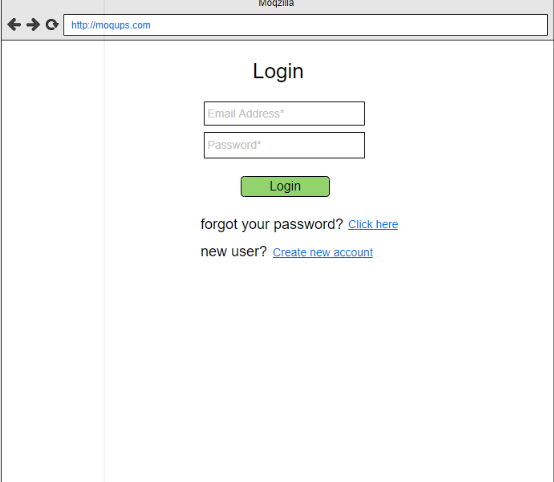 Moqzilla
http://moqups.com
Login
Email Address*
Password*
Login
forgot your password? Click here
new user? Create new account